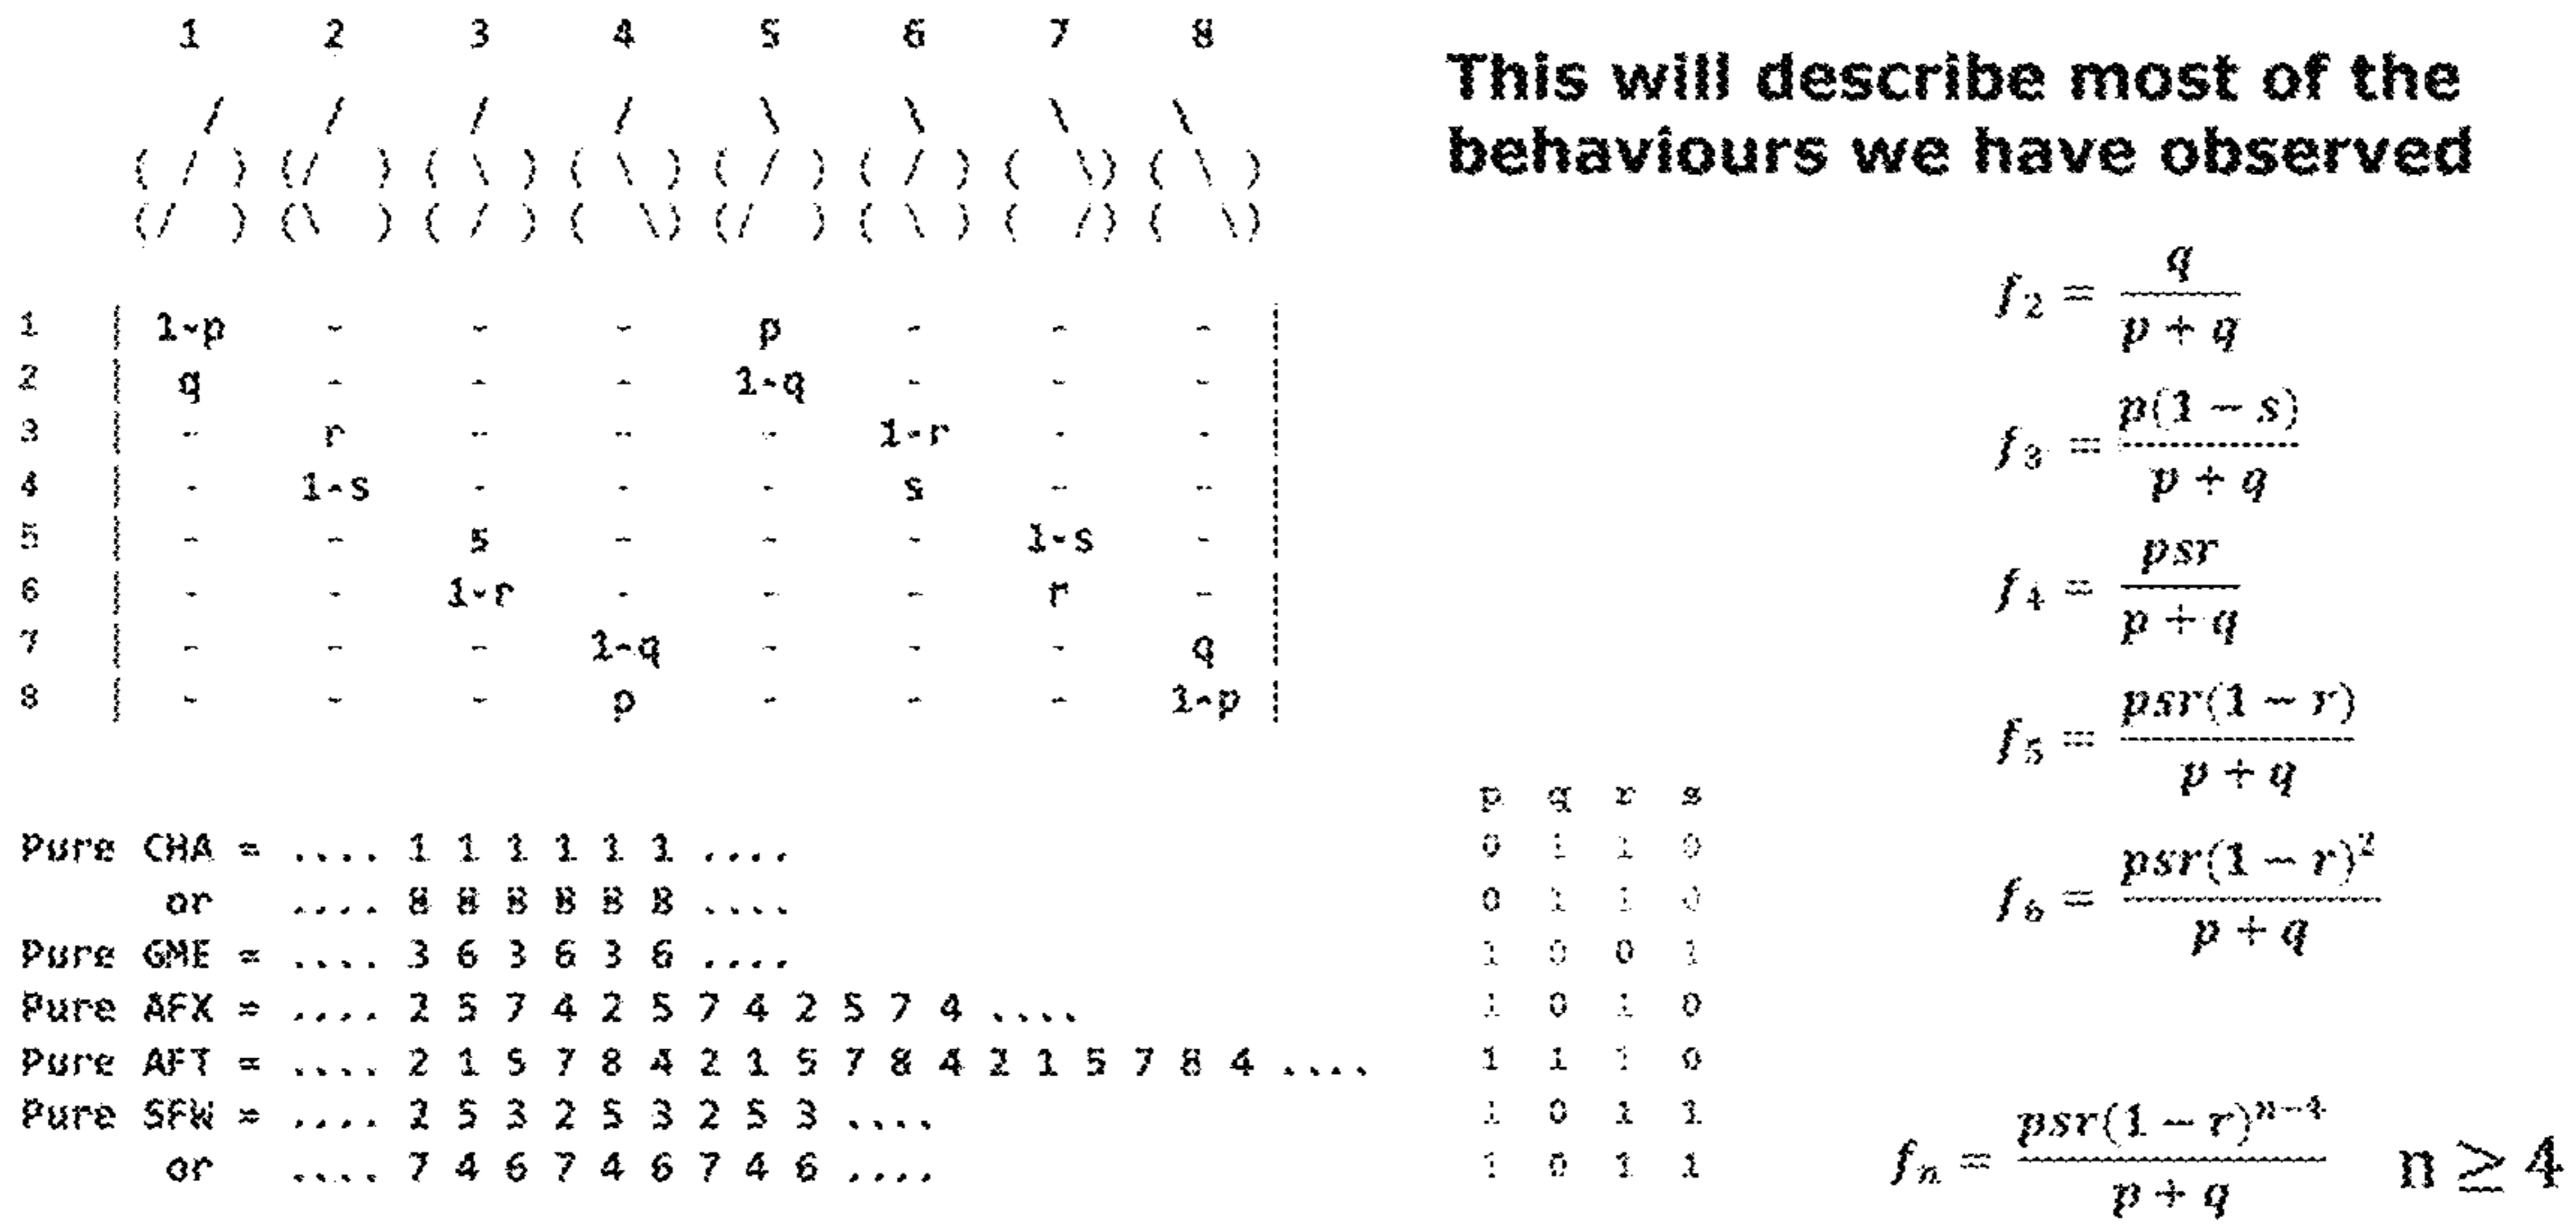 1 2 3 4 5 6 7 8
/ / / / \ \ \ \
( / ) (/ ) ( \ ) ( \ ) ( / ) ( / ) ( \) ( \ )
(/ ) (\ ) ( / ) ( \) (/ ) ( \ ) ( /) ( \)
1 | 1-p - - - p - - - |
2 | q - - - 1-q - - - |
3 | - r - - - 1-r - - |
4 | - 1-s - - - s - - |
5 | - - s - - - 1-s - |
6 | - - 1-r - - - r - |
7 | - - - 1-q - - - q |
8 | - - - p - - - 1-p |
Pure CHA = .... 1 1 1 1 1 1 ....
or .... 8 8 8 8 8 8 ....
Pure GME = .... 3 6 3 6 3 6 ....
Pure AFX = .... 2 5 7 4 2 5 7 4 2 5 7 4 ....
Pure AFT = .... 2 1 5 7 8 4 2 1 5 7 8 4 2 1 5 7 8 4 ....
Pure SFW = .... 2 5 3 2 5 3 2 5 3 ....
or .... 7 4 6 7 4 6 7 4 6 ....
p q r s
0 1 1 0
0 1 1 0
1 0 0 1
1 0 1 0
1 1 1 0
1 0 1 1
1 0 1 1
This will describe most of the
behaviours we have observed
f₂ = q / (p + q)
f₃ = p(1 − s) / (p + q)
f₄ = psr / (p + q)
f₅ = psr(1 − r) / (p + q)
f₆ = psr(1 − r)² / (p + q)
fₙ = psr(1 − r)ⁿ⁻⁴ / (p + q) n ≥ 4